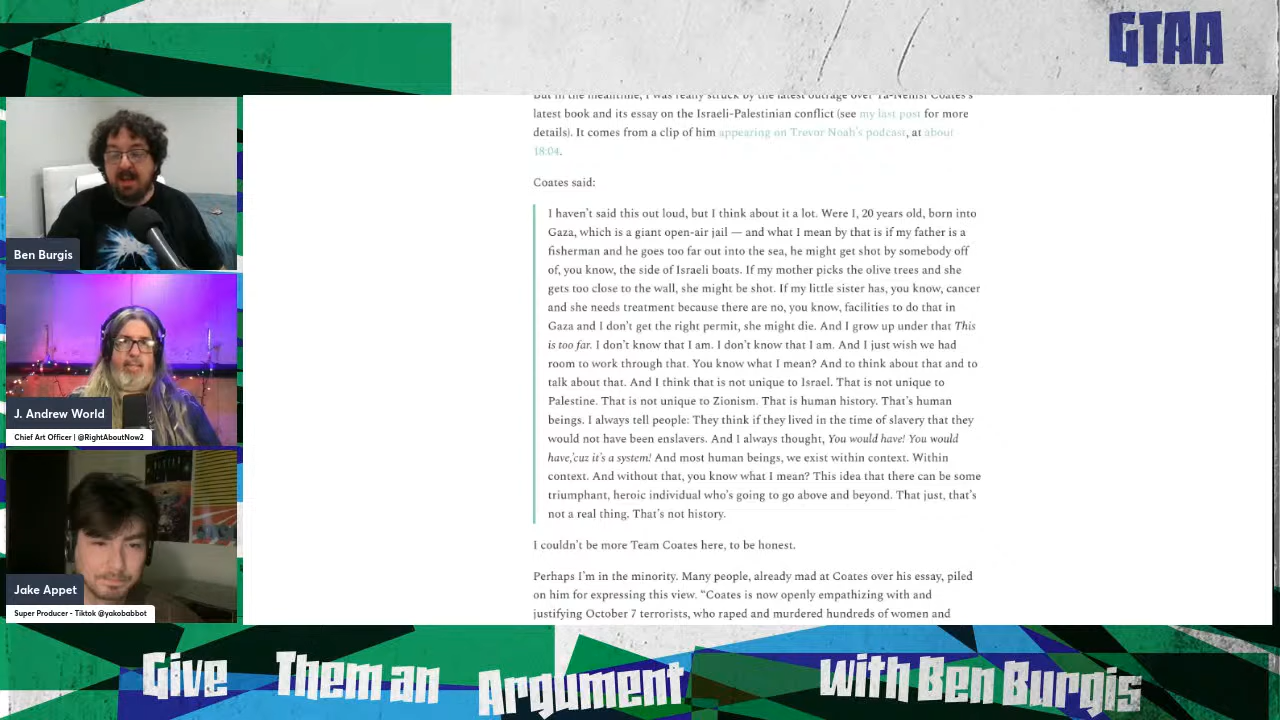 GTAA
But in the meantime, I was really struck by the latest outrage over Ta-Nehisi Coates's
latest book and its essay on the Israeli-Palestinian conflict (see my last post for more
details). It comes from a clip of him appearing on Trevor Noah's podcast, at about
18:04.
Coates said:
I haven't said this out loud, but I think about it a lot. Were I, 20 years old, born into
Gaza, which is a giant open-air jail — and what I mean by that is if my father is a
fisherman and he goes too far out into the sea, he might get shot by somebody off
of, you know, the side of Israeli boats. If my mother picks the olive trees and she
gets too close to the wall, she might be shot. If my little sister has, you know, cancer
and she needs treatment because there are no, you know, facilities to do that in
Gaza and I don't get the right permit, she might die. And I grow up under that This
is too far. I don't know that I am. I don't know that I am. And I just wish we had
room to work through that. You know what I mean? And to think about that and to
talk about that. And I think that is not unique to Israel. That is not unique to
Palestine. That is not unique to Zionism. That is human history. That's human
beings. I always tell people: They think if they lived in the time of slavery that they
would not have been enslavers. And I always thought, You would have! You would
have,'cuz it's a system! And most human beings, we exist within context. Within
context. And without that, you know what I mean? This idea that there can be some
triumphant, heroic individual who's going to go above and beyond. That just, that's
not a real thing. That's not history.
I couldn't be more Team Coates here, to be honest.
Perhaps I'm in the minority. Many people, already mad at Coates over his essay, piled
on him for expressing this view. “Coates is now openly empathizing with and
justifying October 7 terrorists, who raped and murdered hundreds of women and
Ben Burgis
J. Andrew World
Chief Art Officer | @RightAboutNow2
Jake Appet
Super Producer - Tiktok @yakobabbot
Give Them an Argument with Ben Burgis